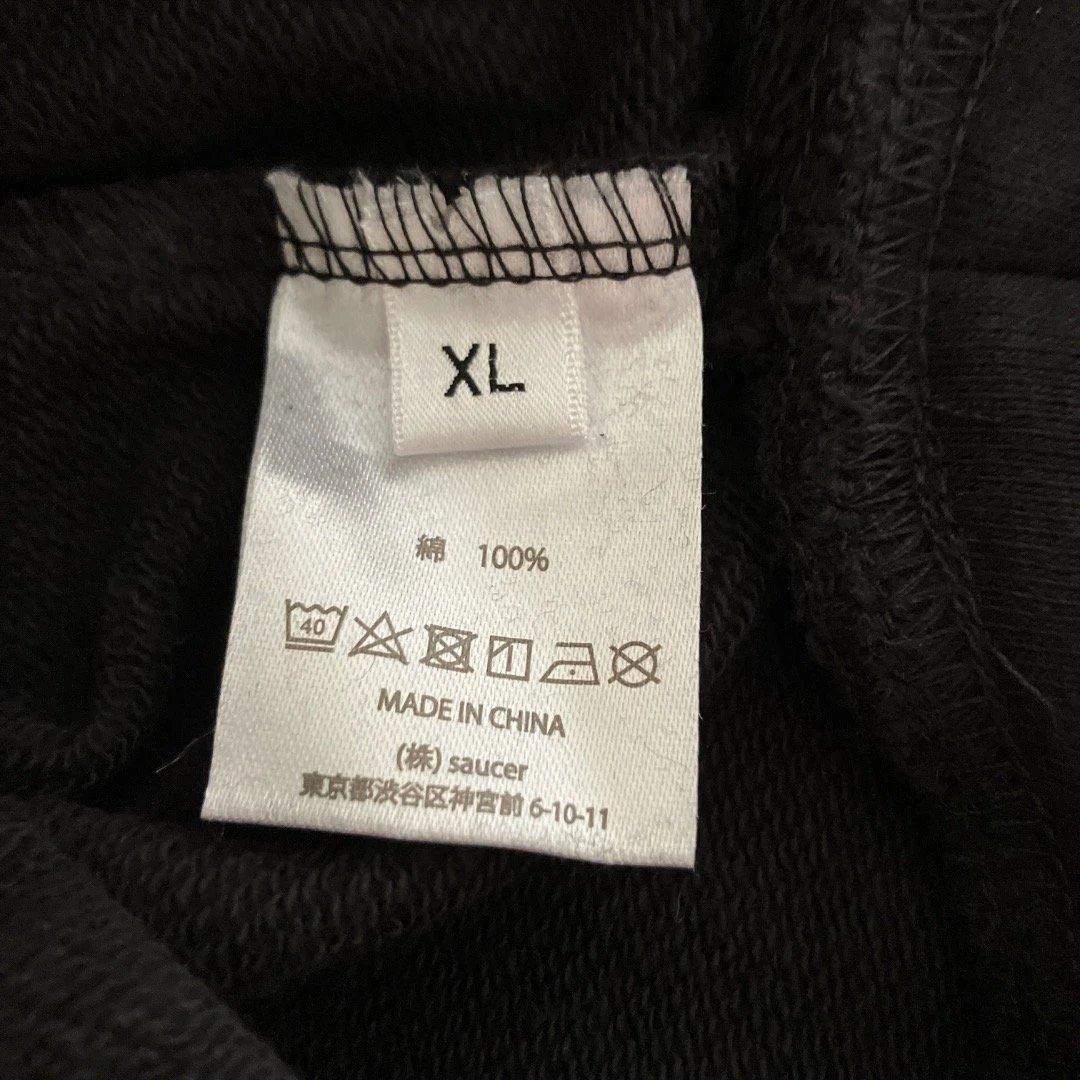 XL
綿 100%
40
MADE IN CHINA
(株) saucer
東京都渋谷区神宮前 6-10-11